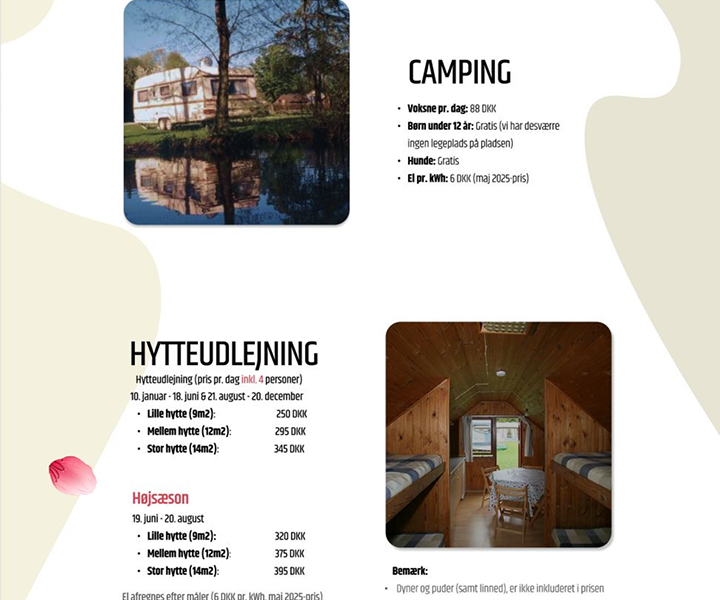 CAMPING
• Voksne pr. dag: 88 DKK
• Børn under 12 år: Gratis (vi har desværre
ingen legeplads på pladsen)
• Hunde: Gratis
• El pr. kWh: 6 DKK (maj 2025-pris)
HYTTEUDLEJNING
Hytteudlejning (pris pr. dag inkl. 4 personer)
10. januar - 18. juni & 21. august - 20. december
• Lille hytte (9m2): 250 DKK
• Mellem hytte (12m2): 295 DKK
• Stor hytte (14m2): 345 DKK
Højsæson
19. juni - 20. august
• Lille hytte (9m2): 320 DKK
• Mellem hytte (12m2): 375 DKK
• Stor hytte (14m2): 395 DKK
El afregnes efter måler (6 DKK pr. kWh, maj 2025-pris)
Bemærk:
• Dyner og puder (samt linned), er ikke inkluderet i prisen